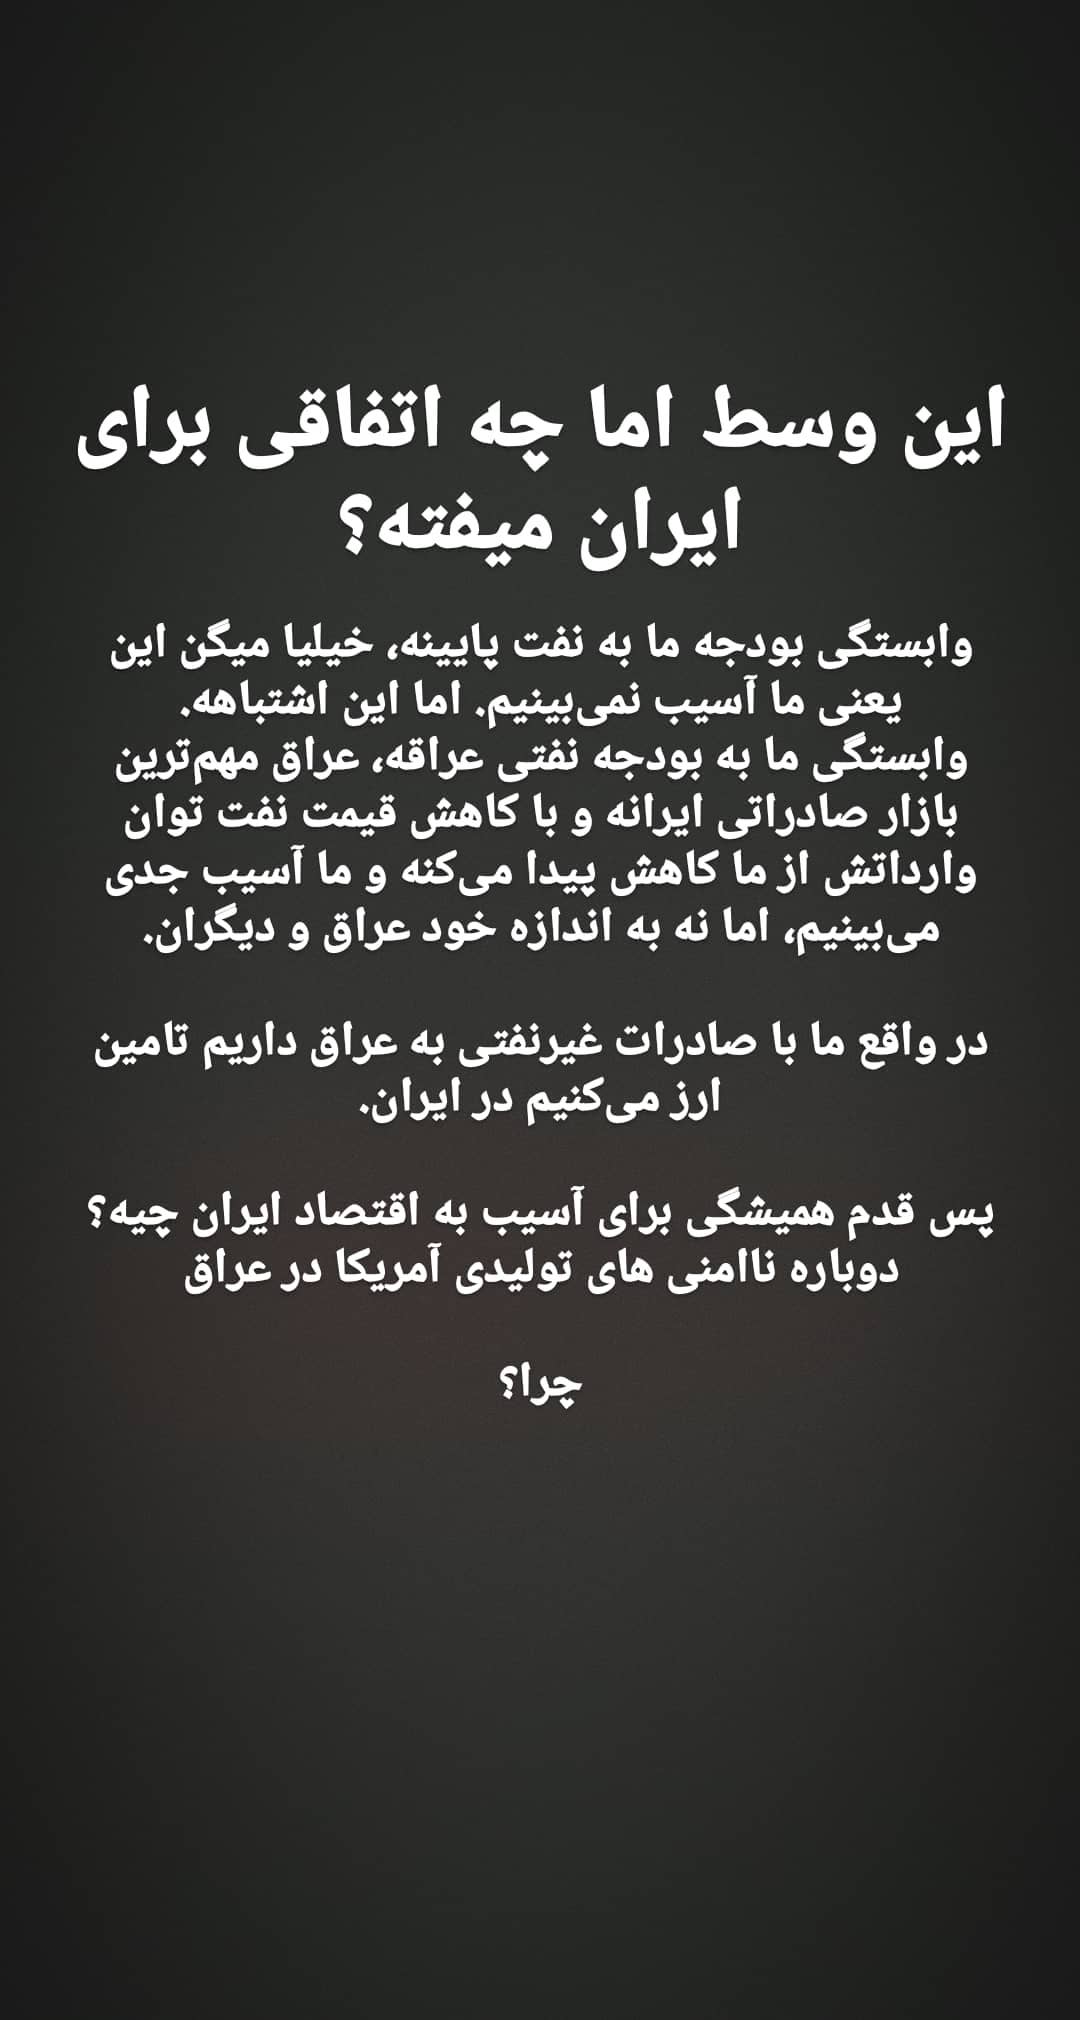 این وسط اما چه اتفاقی برای
ایران میفته؟
وابستگی بودجه ما به نفت پایینه، خیلیا میگن این
یعنی ما آسیب نمی‌بینیم. اما این اشتباهه.
وابستگی ما به بودجه نفتی عراقه، عراق مهم‌ترین
بازار صادراتی ایرانه و با کاهش قیمت نفت توان
وارداتش از ما کاهش پیدا می‌کنه و ما آسیب جدی
می‌بینیم، اما نه به اندازه خود عراق و دیگران.
در واقع ما با صادرات غیرنفتی به عراق داریم تامین
ارز می‌کنیم در ایران.
پس قدم همیشگی برای آسیب به اقتصاد ایران چیه؟
دوباره ناامنی های تولیدی آمریکا در عراق
چرا؟